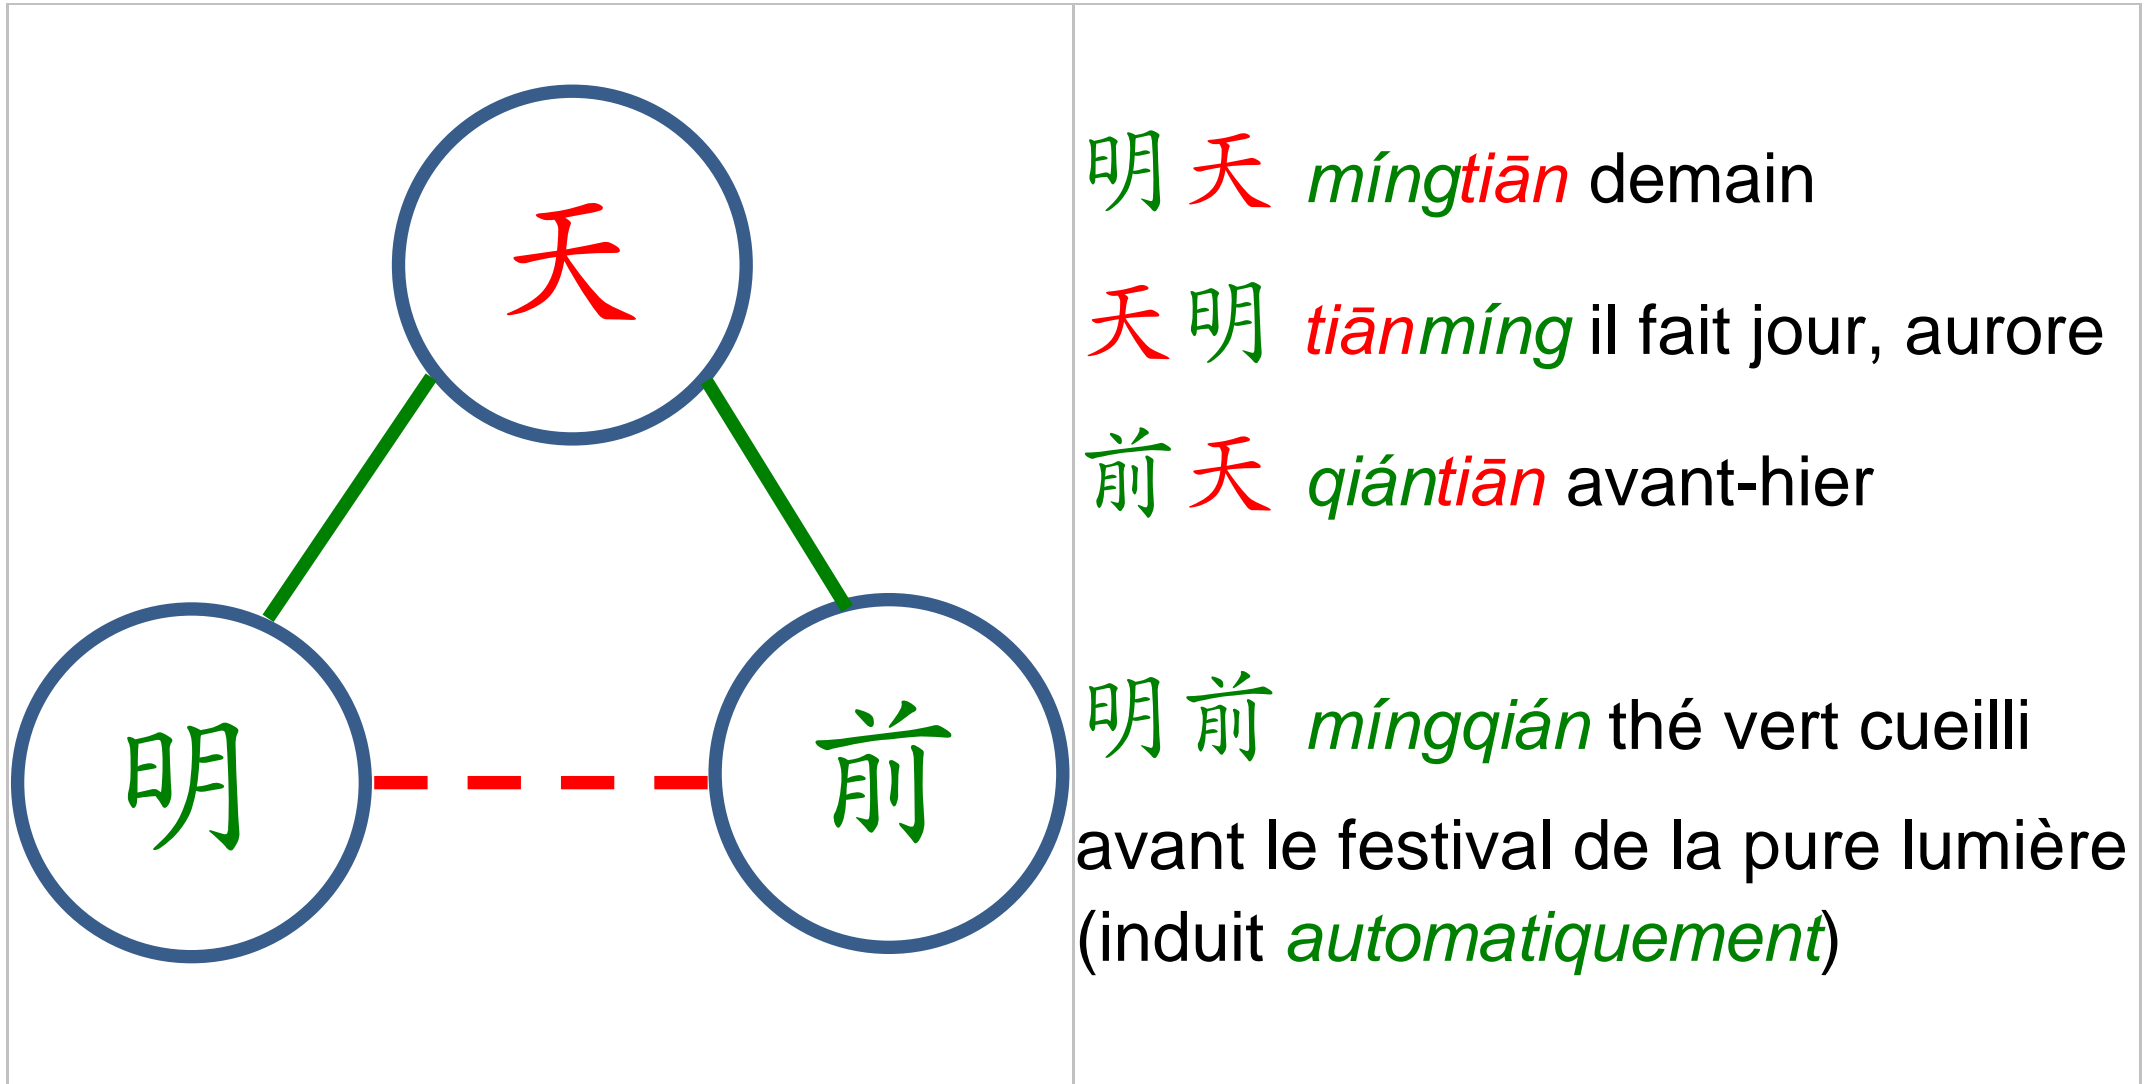 天
明
前
明天 míngtiān demain
天明 tiānmíng il fait jour, aurore
前天 qiántiān avant-hier
明前 míngqián thé vert cueilli
avant le festival de la pure lumière
(induit automatiquement)